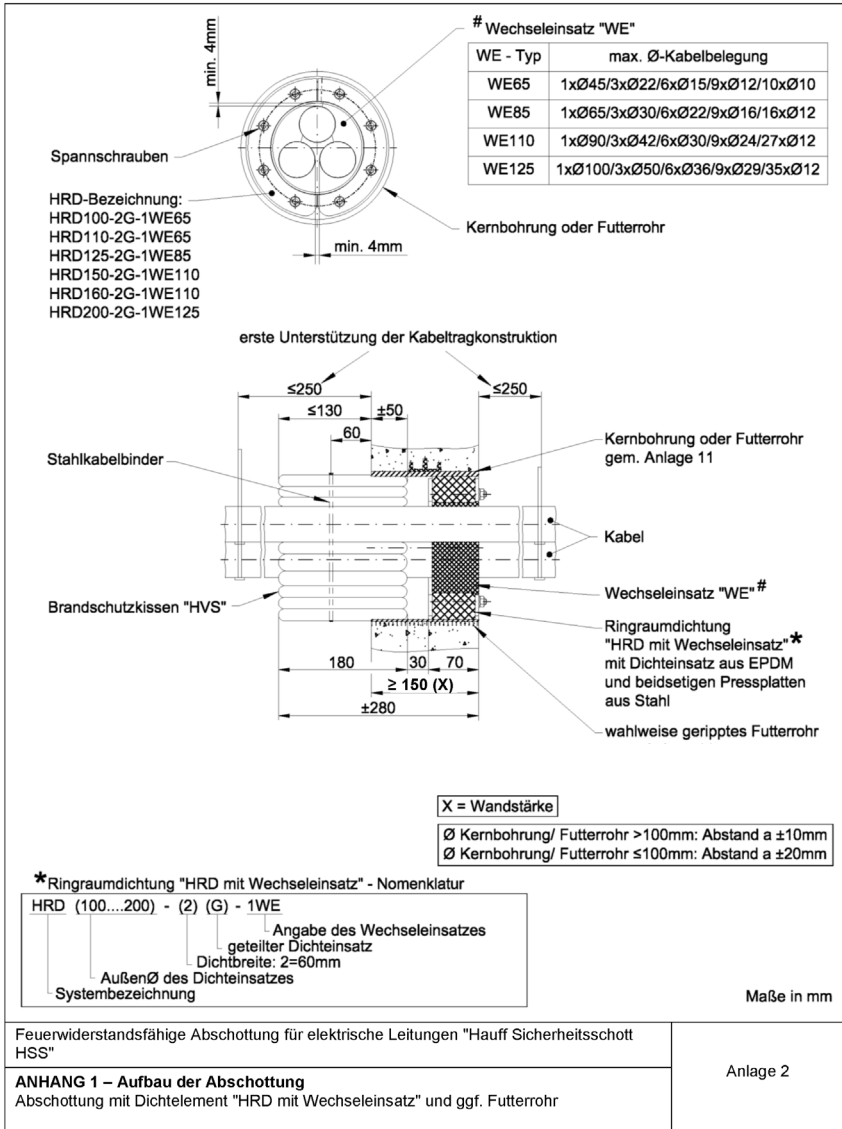 # Wechseleinsatz "WE"
WE - Typ max. Ø-Kabelbelegung
WE65 1xØ45/3xØ22/6xØ15/9xØ12/10xØ10
WE85 1xØ65/3xØ30/6xØ22/9xØ16/16xØ12
WE110 1xØ90/3xØ42/6xØ30/9xØ24/27xØ12
WE125 1xØ100/3xØ50/6xØ36/9xØ29/35xØ12
min. 4mm
Spannschrauben
HRD-Bezeichnung:
HRD100-2G-1WE65
HRD110-2G-1WE65
HRD125-2G-1WE85
HRD150-2G-1WE110
HRD160-2G-1WE110
HRD200-2G-1WE125
Kernbohrung oder Futterrohr
min. 4mm
erste Unterstützung der Kabeltragkonstruktion
≤250 ≤250
≤130 ±50
60
Stahlkabelbinder
Kernbohrung oder Futterrohr
gem. Anlage 11
Kabel
Brandschutzkissen "HVS"
Wechseleinsatz "WE" #
Ringraumdichtung
"HRD mit Wechseleinsatz" *
mit Dichteinsatz aus EPDM
und beidsetigen Pressplatten
aus Stahl
180 30 70
≥ 150 (X)
±280
wahlweise geripptes Futterrohr
X = Wandstärke
Ø Kernbohrung/ Futterrohr >100mm: Abstand a ±10mm
Ø Kernbohrung/ Futterrohr ≤100mm: Abstand a ±20mm
*Ringraumdichtung "HRD mit Wechseleinsatz" - Nomenklatur
HRD (100....200) - (2) (G) - 1WE
Angabe des Wechseleinsatzes
geteilter Dichteinsatz
Dichtbreite: 2=60mm
AußenØ des Dichteinsatzes
Systembezeichnung
Maße in mm
Feuerwiderstandsfähige Abschottung für elektrische Leitungen "Hauff Sicherheitsschott
HSS"
ANHANG 1 – Aufbau der Abschottung
Abschottung mit Dichtelement "HRD mit Wechseleinsatz" und ggf. Futterrohr
Anlage 2